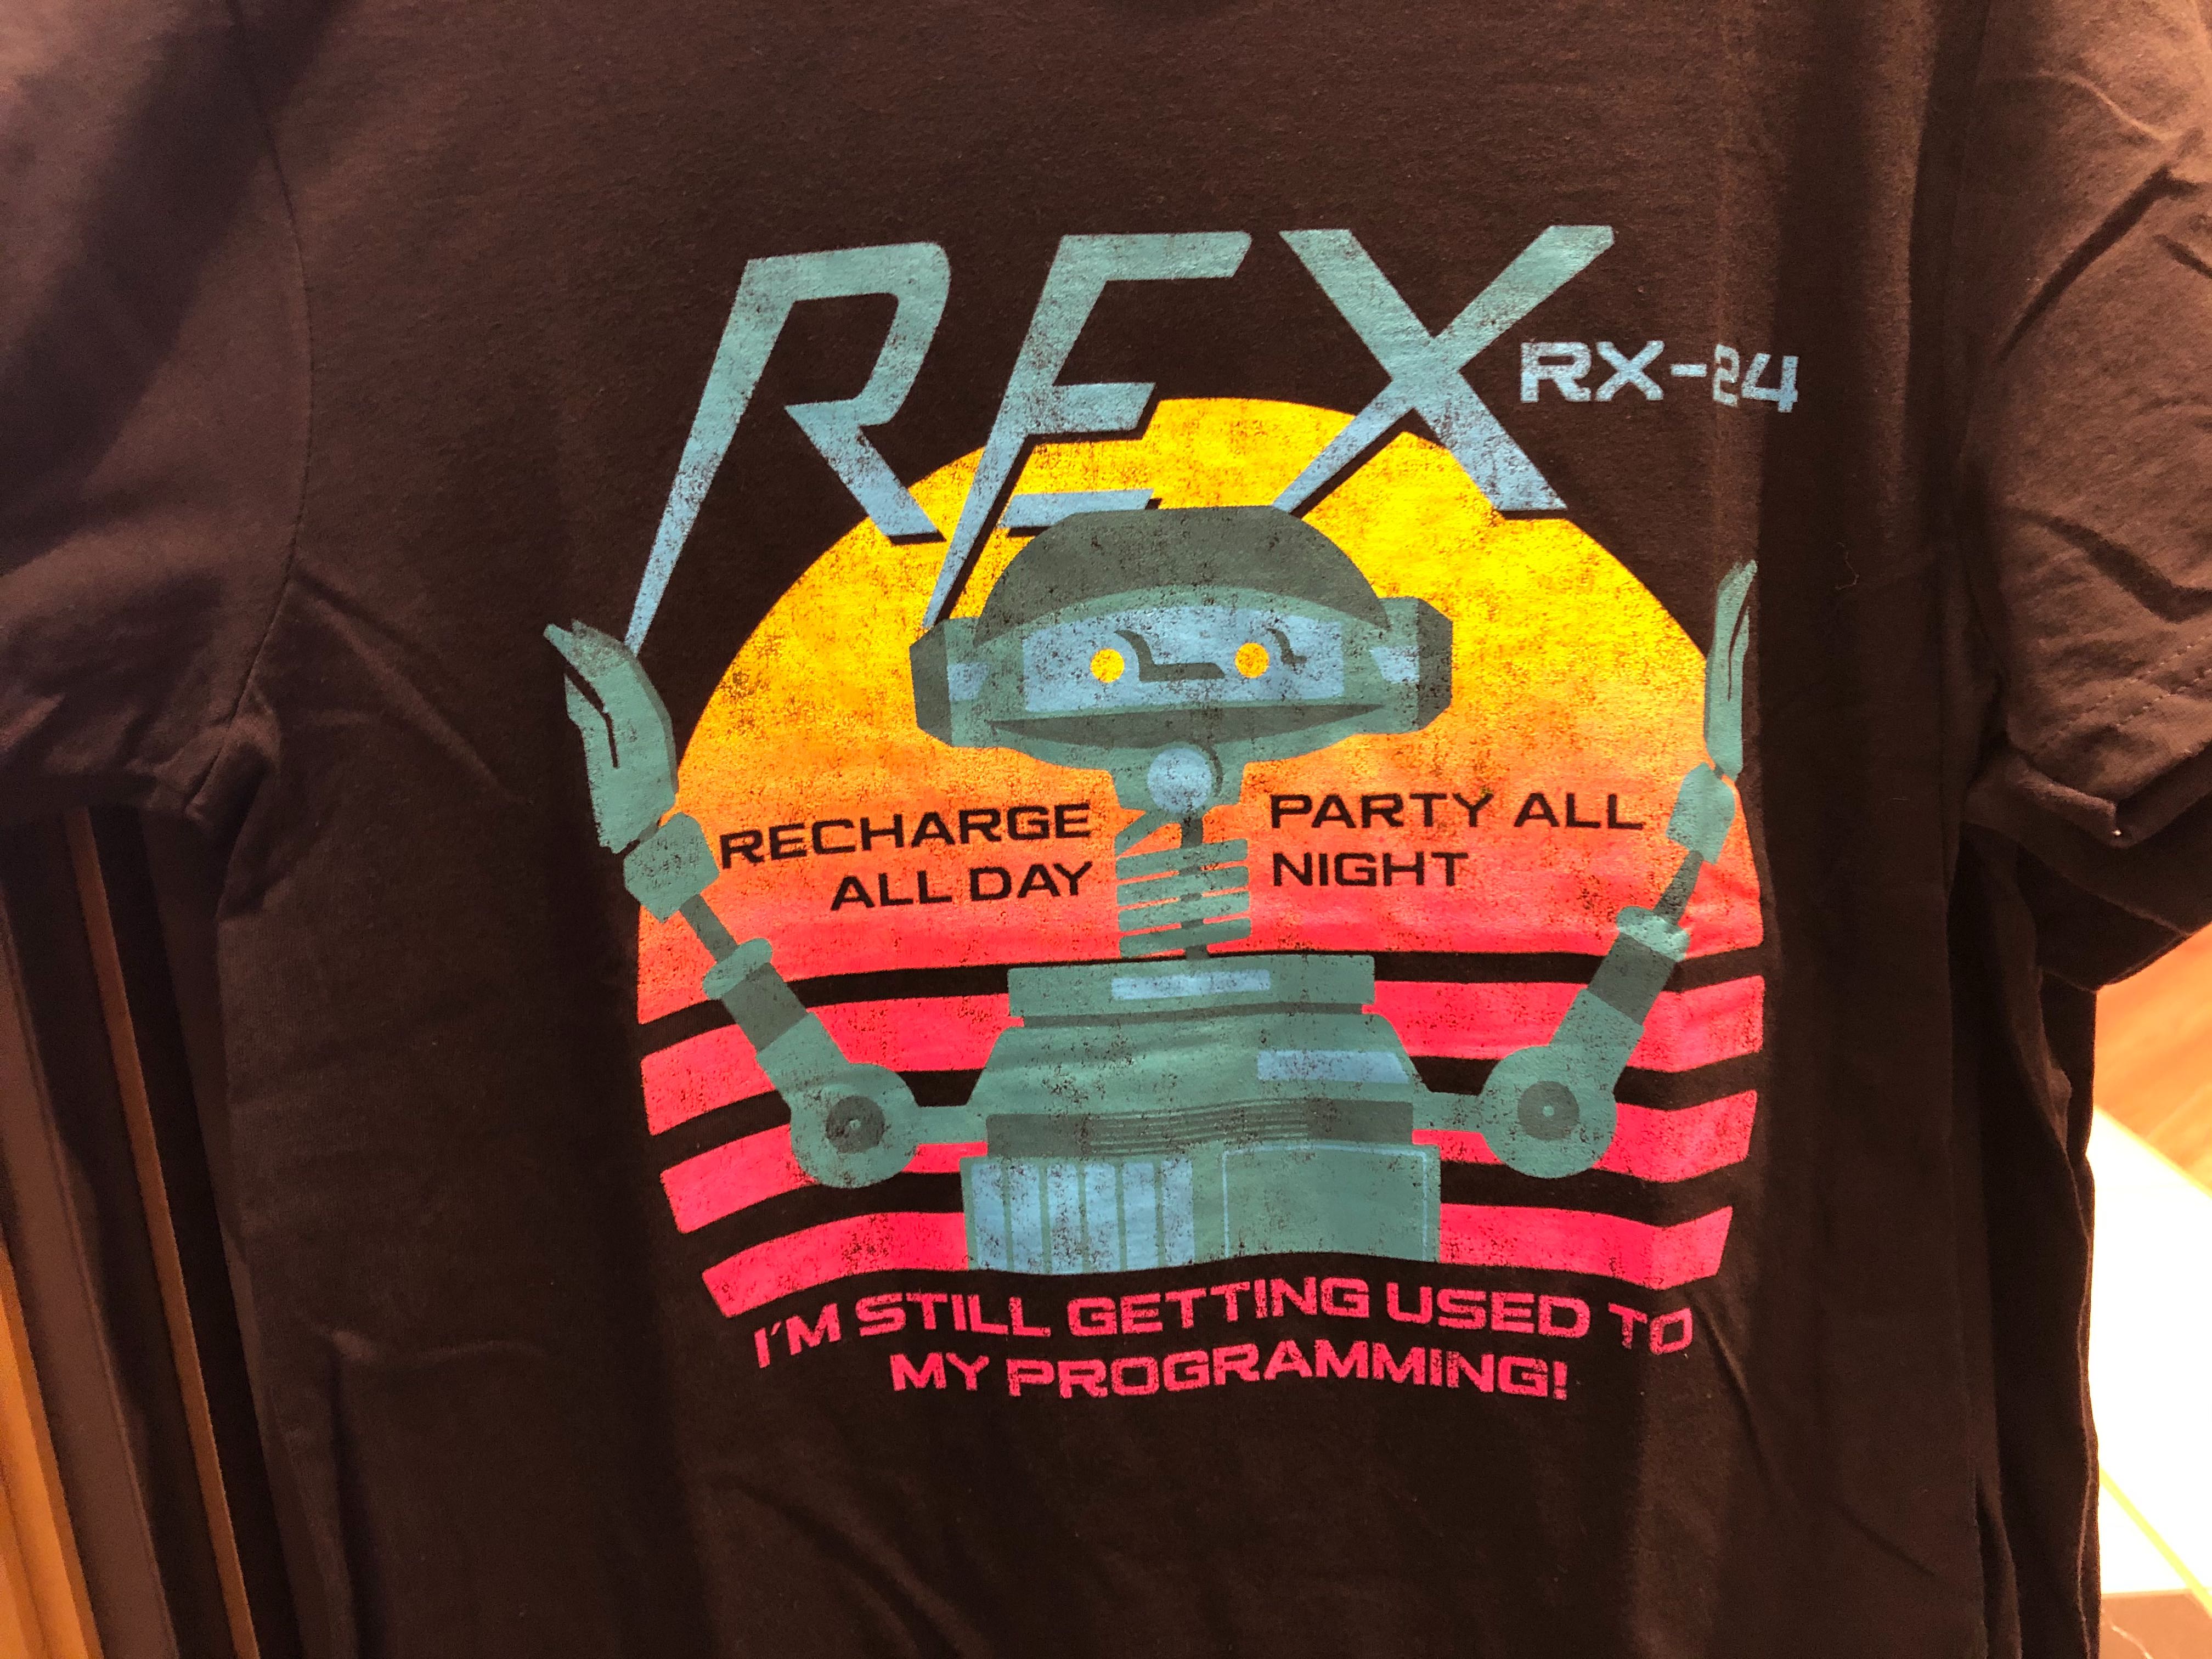 REX
RX-24
RECHARGE
ALL DAY
PARTY ALL
NIGHT
I'M STILL GETTING USED TO
MY PROGRAMMING!